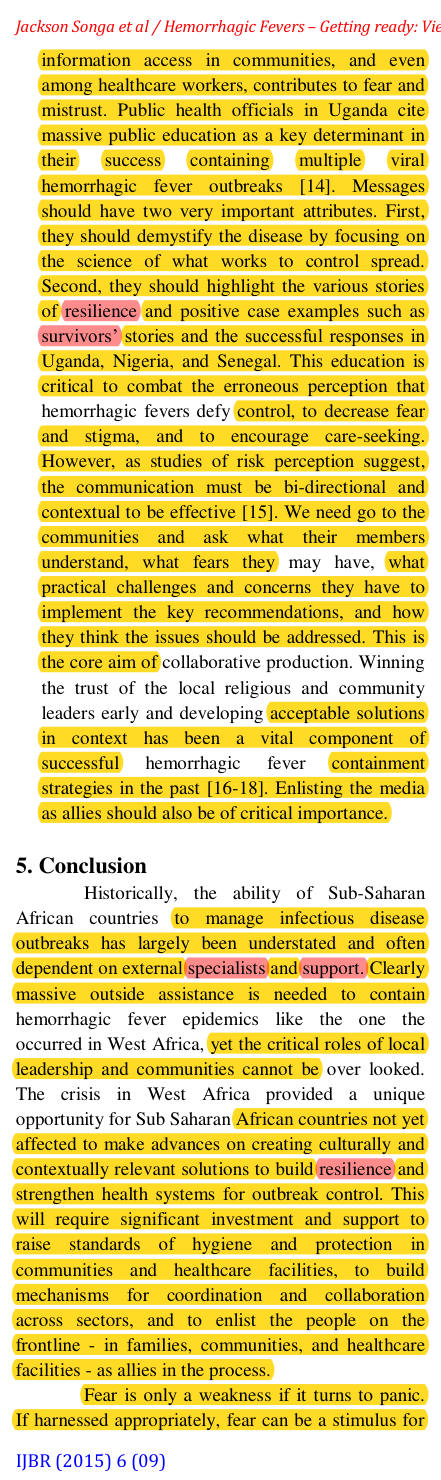 Jackson Songa et al / Hemorrhagic Fevers – Getting ready: Vie
information access in communities, and even
among healthcare workers, contributes to fear and
mistrust. Public health officials in Uganda cite
massive public education as a key determinant in
their success containing multiple viral
hemorrhagic fever outbreaks [14]. Messages
should have two very important attributes. First,
they should demystify the disease by focusing on
the science of what works to control spread.
Second, they should highlight the various stories
of resilience and positive case examples such as
survivors’ stories and the successful responses in
Uganda, Nigeria, and Senegal. This education is
critical to combat the erroneous perception that
hemorrhagic fevers defy control, to decrease fear
and stigma, and to encourage care-seeking.
However, as studies of risk perception suggest,
the communication must be bi-directional and
contextual to be effective [15]. We need go to the
communities and ask what their members
understand, what fears they may have, what
practical challenges and concerns they have to
implement the key recommendations, and how
they think the issues should be addressed. This is
the core aim of collaborative production. Winning
the trust of the local religious and community
leaders early and developing acceptable solutions
in context has been a vital component of
successful hemorrhagic fever containment
strategies in the past [16-18]. Enlisting the media
as allies should also be of critical importance.
5. Conclusion
Historically, the ability of Sub-Saharan
African countries to manage infectious disease
outbreaks has largely been understated and often
dependent on external specialists and support. Clearly
massive outside assistance is needed to contain
hemorrhagic fever epidemics like the one the
occurred in West Africa, yet the critical roles of local
leadership and communities cannot be over looked.
The crisis in West Africa provided a unique
opportunity for Sub Saharan African countries not yet
affected to make advances on creating culturally and
contextually relevant solutions to build resilience and
strengthen health systems for outbreak control. This
will require significant investment and support to
raise standards of hygiene and protection in
communities and healthcare facilities, to build
mechanisms for coordination and collaboration
across sectors, and to enlist the people on the
frontline - in families, communities, and healthcare
facilities - as allies in the process.
Fear is only a weakness if it turns to panic.
If harnessed appropriately, fear can be a stimulus for
IJBR (2015) 6 (09)